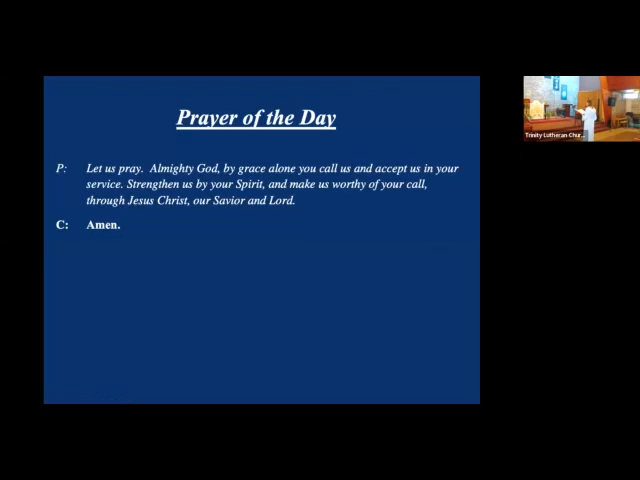 Prayer of the Day
P: Let us pray. Almighty God, by grace alone you call us and accept us in your
service. Strengthen us by your Spirit, and make us worthy of your call,
through Jesus Christ, our Savior and Lord.
C: Amen.
Trinity Lutheran Chur...